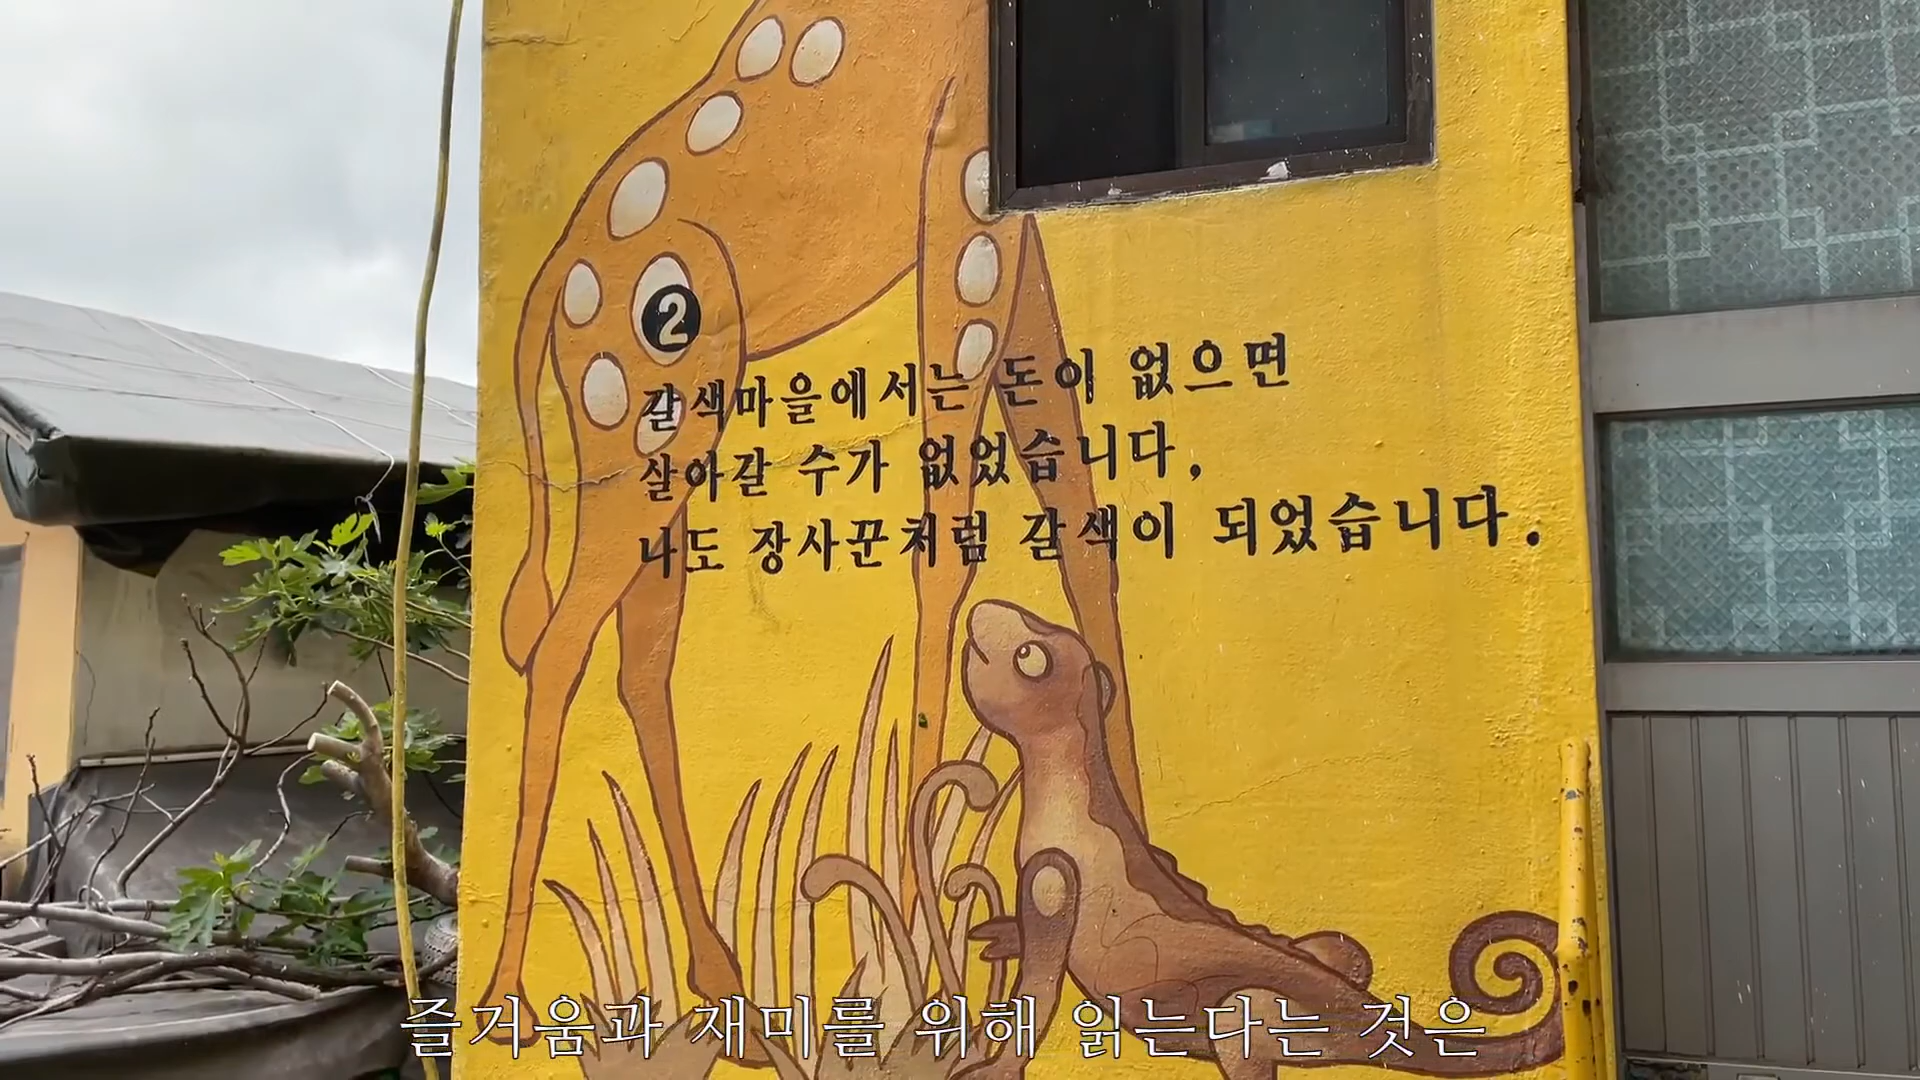 2
갈색마을에서는 돈이 없으면
살아갈 수가 없었습니다,
나도 장사꾼처럼 갈색이 되었습니다.
즐거움과 재미를 위해 읽는다는 것은